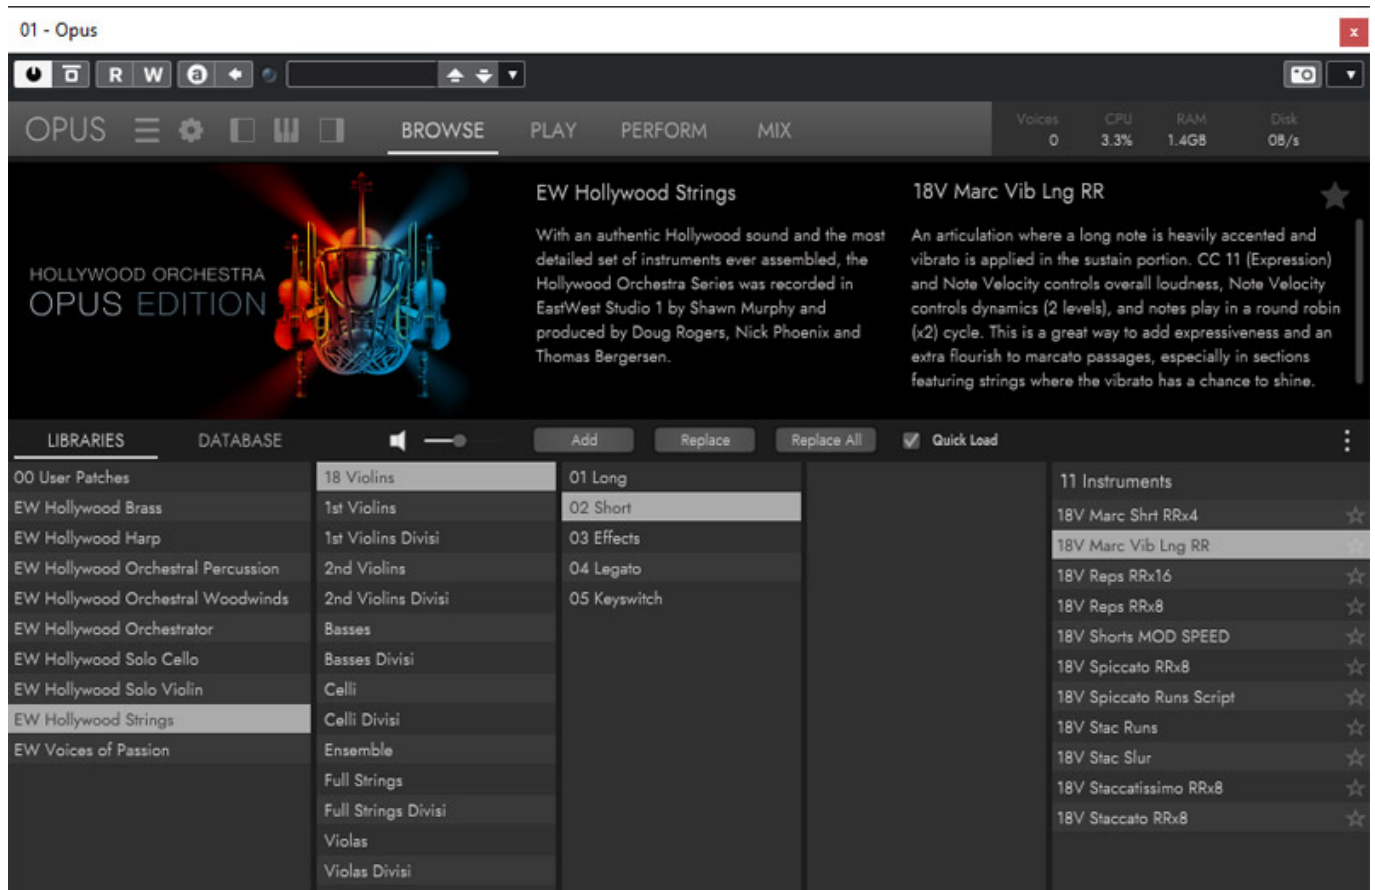 01 - Opus
x
R W a
OPUS BROWSE PLAY PERFORM MIX
Voices CPU RAM Disk
0 3.3% 1.4GB 0B/s
HOLLYWOOD ORCHESTRA
OPUS EDITION
EW Hollywood Strings
With an authentic Hollywood sound and the most
detailed set of instruments ever assembled, the
Hollywood Orchestra Series was recorded in
EastWest Studio 1 by Shawn Murphy and
produced by Doug Rogers, Nick Phoenix and
Thomas Bergersen.
18V Marc Vib Lng RR
An articulation where a long note is heavily accented and
vibrato is applied in the sustain portion. CC 11 (Expression)
and Note Velocity controls overall loudness, Note Velocity
controls dynamics (2 levels), and notes play in a round robin
(x2) cycle. This is a great way to add expressiveness and an
extra flourish to marcato passages, especially in sections
featuring strings where the vibrato has a chance to shine.
LIBRARIES DATABASE Add Replace Replace All Quick Load
00 User Patches
EW Hollywood Brass
EW Hollywood Harp
EW Hollywood Orchestral Percussion
EW Hollywood Orchestral Woodwinds
EW Hollywood Orchestrator
EW Hollywood Solo Cello
EW Hollywood Solo Violin
EW Hollywood Strings
EW Voices of Passion
18 Violins
1st Violins
1st Violins Divisi
2nd Violins
2nd Violins Divisi
Basses
Basses Divisi
Celli
Celli Divisi
Ensemble
Full Strings
Full Strings Divisi
Violas
Violas Divisi
01 Long
02 Short
03 Effects
04 Legato
05 Keyswitch
11 Instruments
18V Marc Shrt RRx4
18V Marc Vib Lng RR
18V Reps RRx16
18V Reps RRx8
18V Shorts MOD SPEED
18V Spiccato RRx8
18V Spiccato Runs Script
18V Stac Runs
18V Stac Slur
18V Staccatissimo RRx8
18V Staccato RRx8